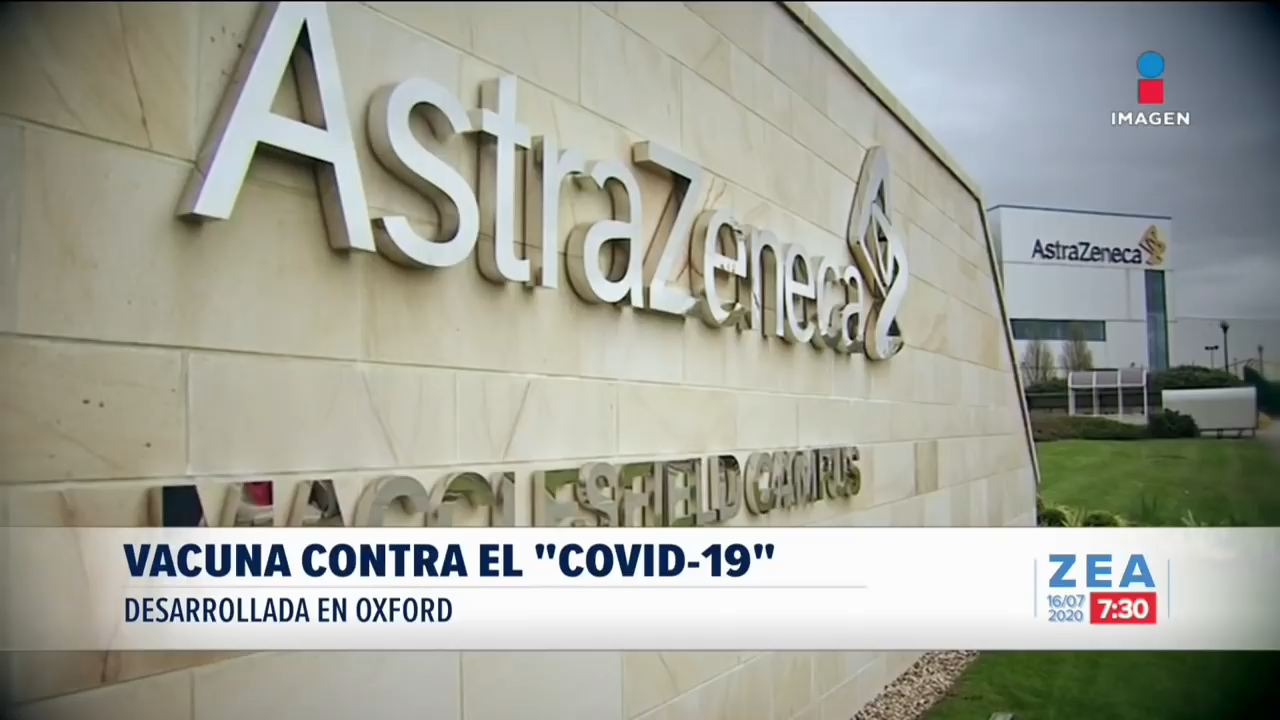 AstraZeneca
IMAGEN
AstraZeneca
MACCLESFIELD CAMPUS
VACUNA CONTRA EL "COVID-19"
DESARROLLADA EN OXFORD
ZEA
16/07
2020
7:30